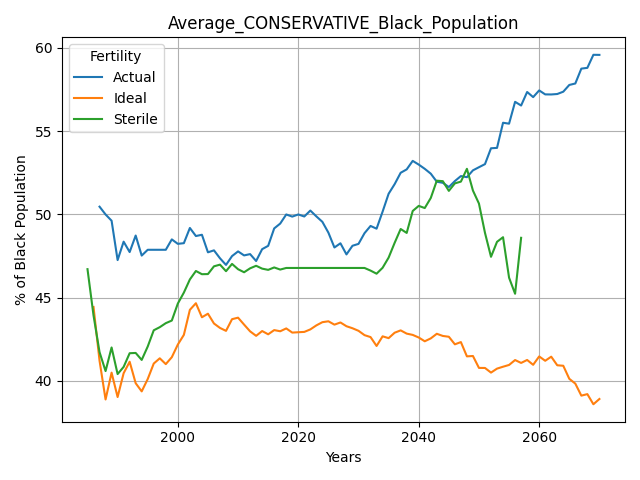 Average_CONSERVATIVE_Black_Population
Fertility
Actual
Ideal
Sterile
% of Black Population
60
55
50
45
40
2000
2020
2040
2060
Years